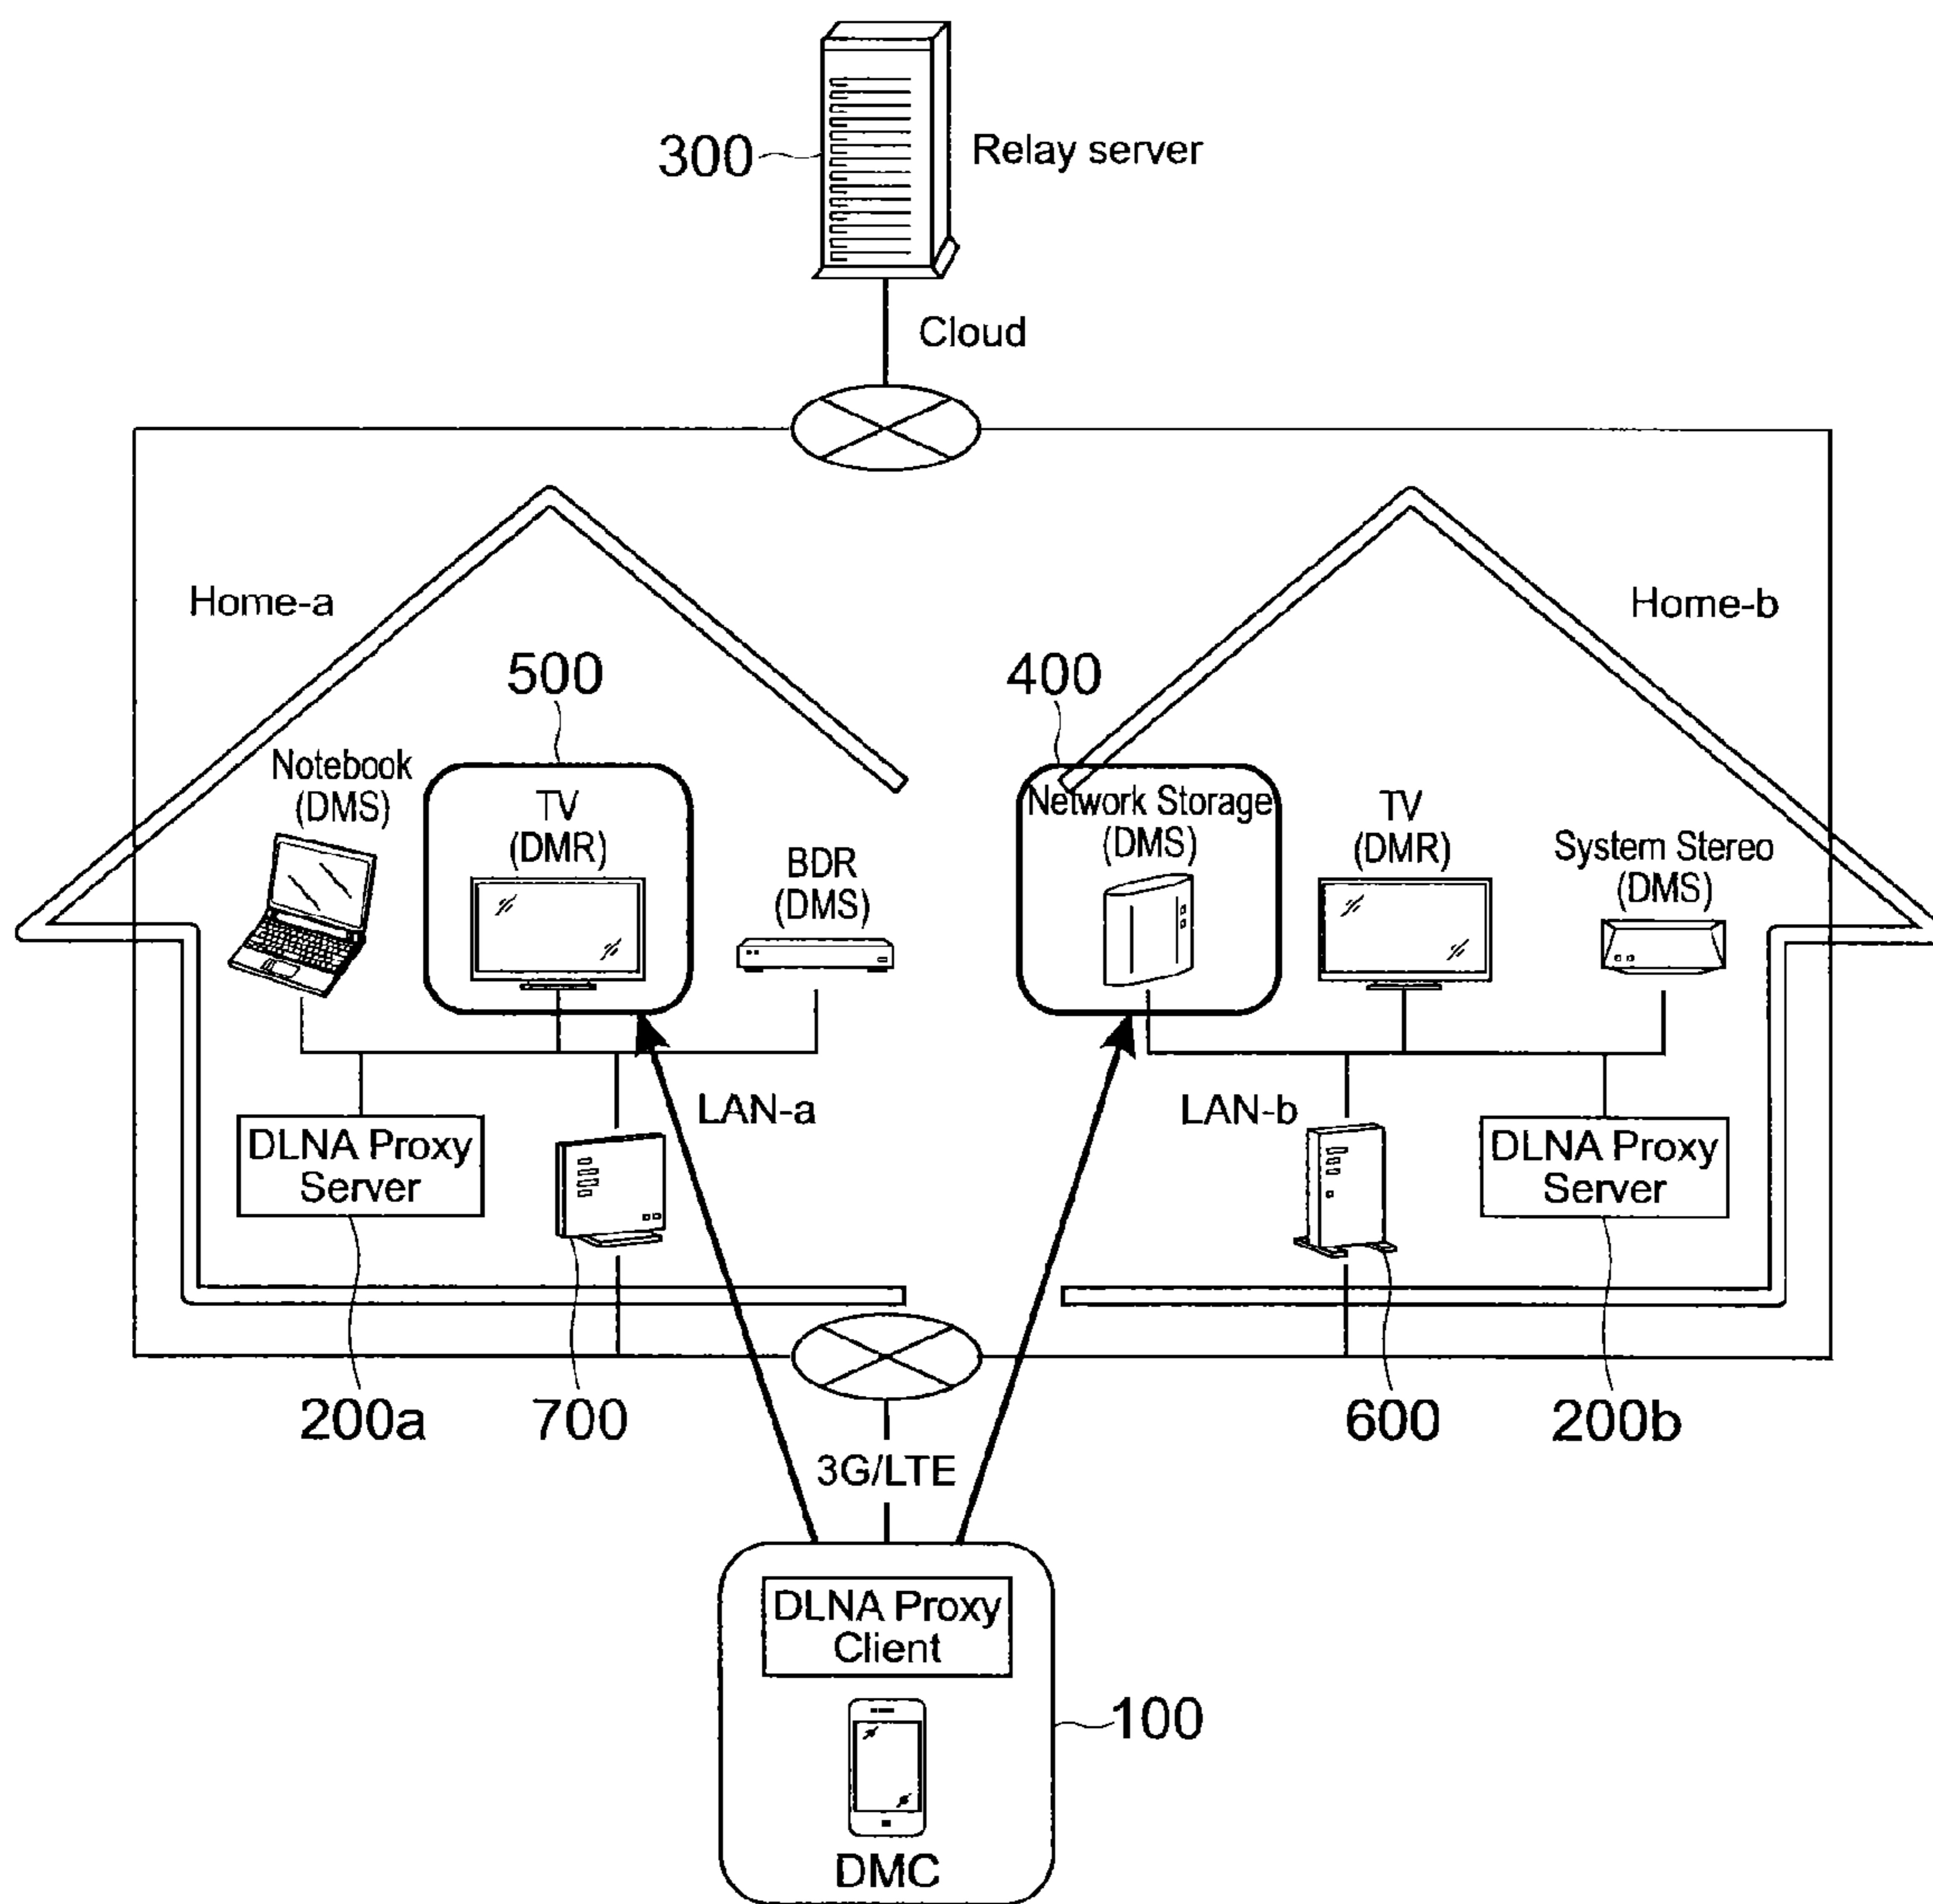 300
Relay server
Cloud
Home-a
Home-b
500
400
Notebook
(DMS)
TV
(DMR)
BDR
(DMS)
Network Storage
(DMS)
TV
(DMR)
System Stereo
(DMS)
LAN-a
LAN-b
DLNA Proxy
Server
DLNA Proxy
Server
200a
700
600
200b
3G/LTE
DLNA Proxy
Client
100
DMC